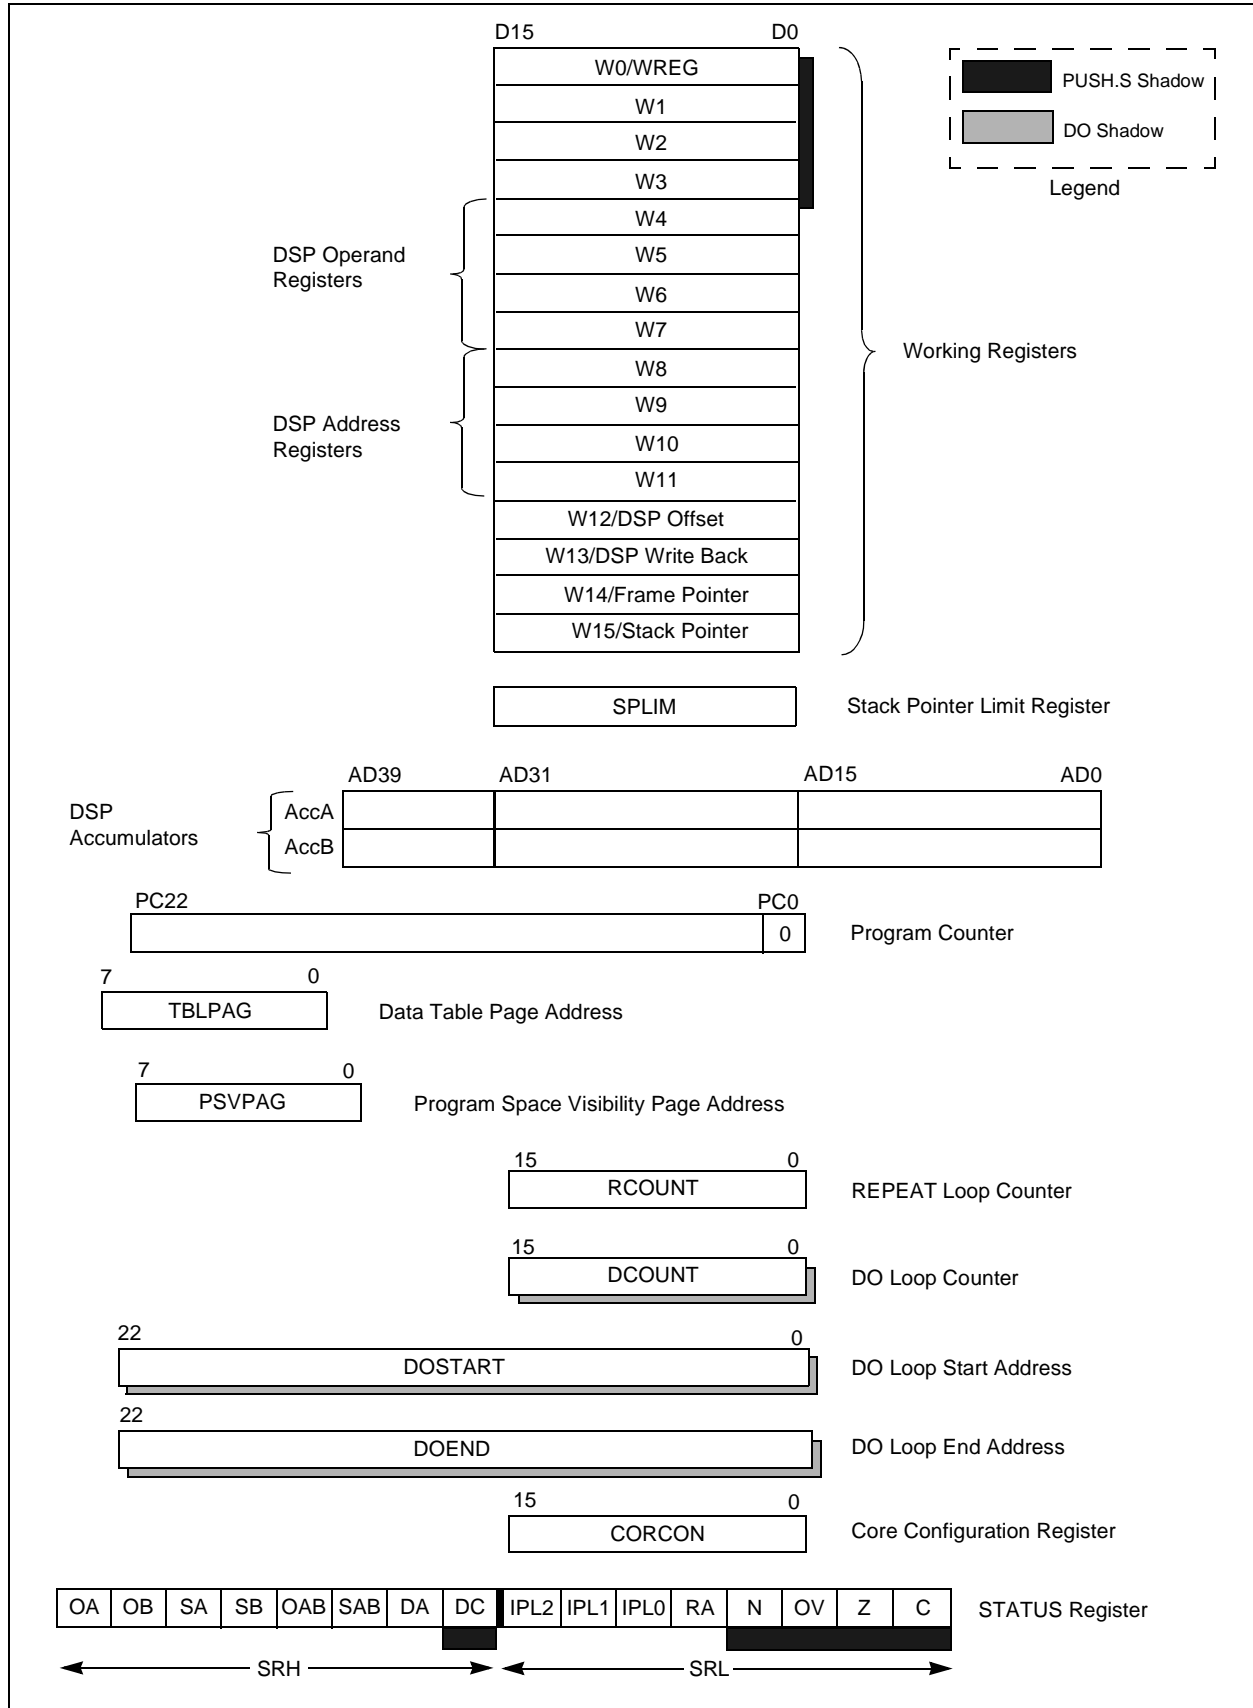 D15 D0
W0/WREG
W1
W2
W3
W4
W5
W6
W7
W8
W9
W10
W11
W12/DSP Offset
W13/DSP Write Back
W14/Frame Pointer
W15/Stack Pointer
PUSH.S Shadow
DO Shadow
Legend
DSP Operand
Registers
DSP Address
Registers
Working Registers
SPLIM
Stack Pointer Limit Register
AD39 AD31 AD15 AD0
DSP
Accumulators
AccA
AccB
PC22 PC0
0
Program Counter
7 0
TBLPAG
Data Table Page Address
7 0
PSVPAG
Program Space Visibility Page Address
15 0
RCOUNT
REPEAT Loop Counter
15 0
DCOUNT
DO Loop Counter
22 0
DOSTART
DO Loop Start Address
22
DOEND
DO Loop End Address
15 0
CORCON
Core Configuration Register
OA OB SA SB OAB SAB DA DC IPL2 IPL1 IPL0 RA N OV Z C
STATUS Register
SRH SRL